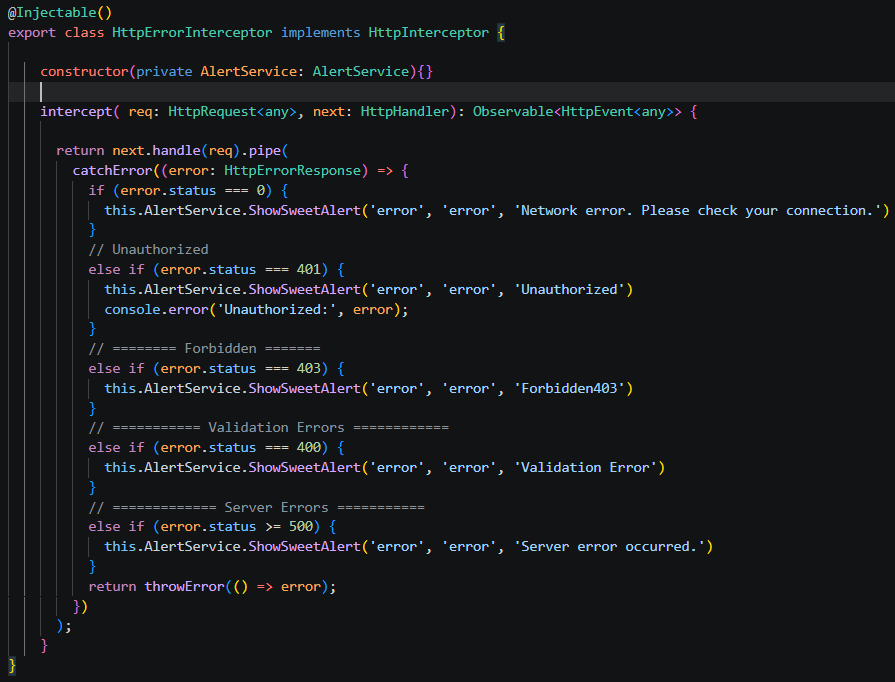 @Injectable()
export class HttpErrorInterceptor implements HttpInterceptor {
constructor(private AlertService: AlertService){}
intercept( req: HttpRequest<any>, next: HttpHandler): Observable<HttpEvent<any>> {
return next.handle(req).pipe(
catchError((error: HttpErrorResponse) => {
if (error.status === 0) {
this.AlertService.ShowSweetAlert('error', 'error', 'Network error. Please check your connection.')
}
// Unauthorized
else if (error.status === 401) {
this.AlertService.ShowSweetAlert('error', 'error', 'Unauthorized')
console.error('Unauthorized:', error);
}
// ======== Forbidden =======
else if (error.status === 403) {
this.AlertService.ShowSweetAlert('error', 'error', 'Forbidden403')
}
// =========== Validation Errors ============
else if (error.status === 400) {
this.AlertService.ShowSweetAlert('error', 'error', 'Validation Error')
}
// ============= Server Errors ===========
else if (error.status >= 500) {
this.AlertService.ShowSweetAlert('error', 'error', 'Server error occurred.')
}
return throwError(() => error);
})
);
}
}